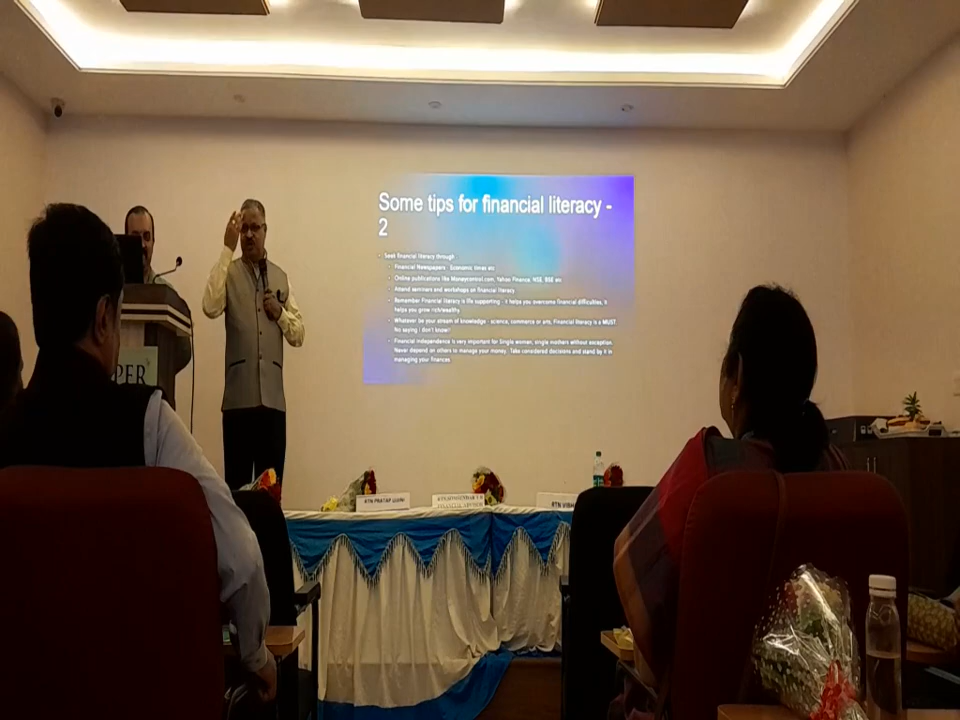 Some tips for financial literacy -
2
Seek financial literacy through
Financial Newspapers - Economic times etc
Online publications like Moneycontrol.com, Yahoo Finance, NSE, BSE etc
Attend seminars and workshops on financial literacy
Remember Financial literacy is life supporting - it helps you overcome financial difficulties, it
helps you grow rich/wealthy
Whatever be your stream of knowledge - science, commerce or arts, Financial literacy is a MUST.
No saying I don't know!
Financial independence is very important for Single women, single mothers without exception.
Never depend on others to manage your money. Take considered decisions and stand by it in
managing your finances
PER
RTN PRATAP
RTN